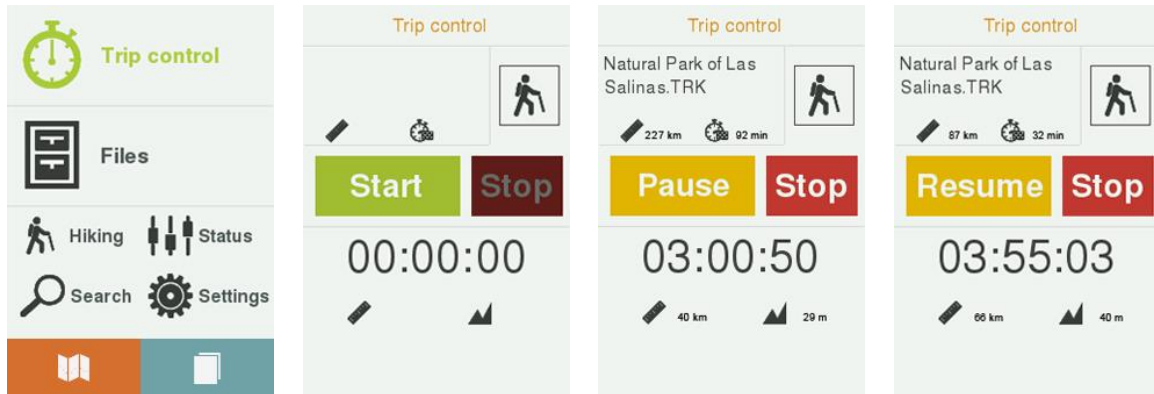 Trip control
Files
Hiking
Status
Search
Settings
Trip control
Start
Stop
00:00:00
Trip control
Natural Park of Las
Salinas.TRK
227 km
92 min
Pause
Stop
03:00:50
40 km
29 m
Trip control
Natural Park of Las
Salinas.TRK
87 km
32 min
Resume
Stop
03:55:03
66 km
40 m